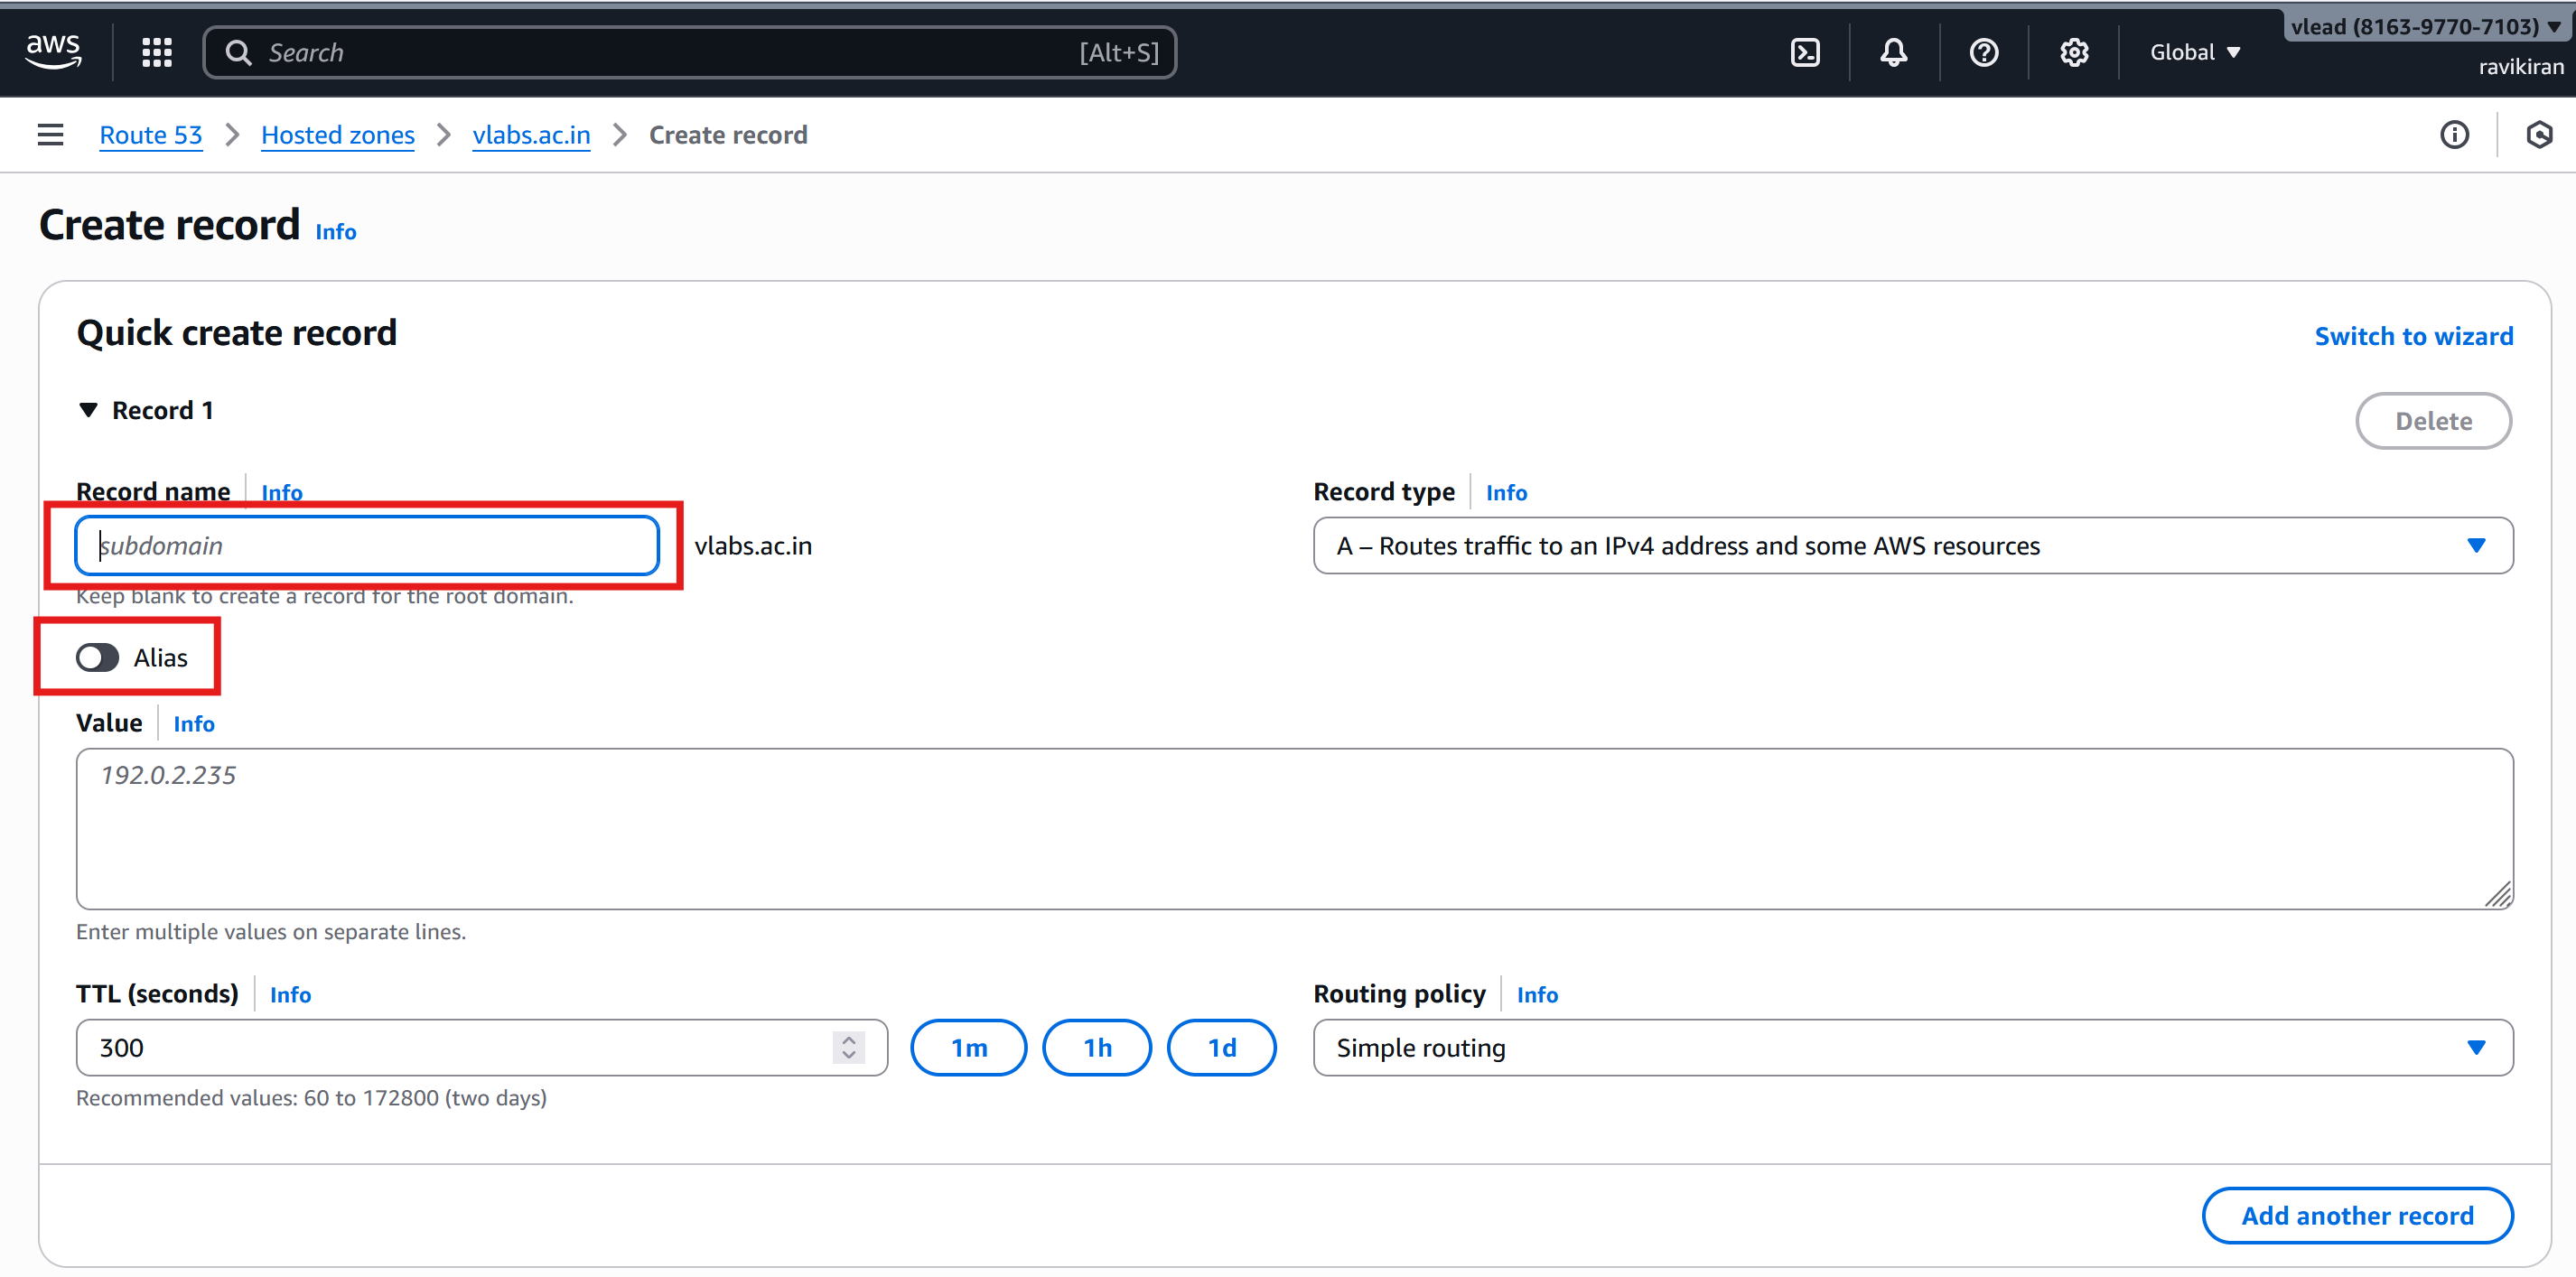 aws
Search [Alt+S]
Global
vlead (8163-9770-7103)
ravikiran
Route 53 Hosted zones vlabs.ac.in Create record
Create record Info
Quick create record
Switch to wizard
Record 1
Delete
Record name Info
subdomain
vlabs.ac.in
Keep blank to create a record for the root domain.
Record type Info
A – Routes traffic to an IPv4 address and some AWS resources
Alias
Value Info
192.0.2.235
Enter multiple values on separate lines.
TTL (seconds) Info
300
1m 1h 1d
Recommended values: 60 to 172800 (two days)
Routing policy Info
Simple routing
Add another record